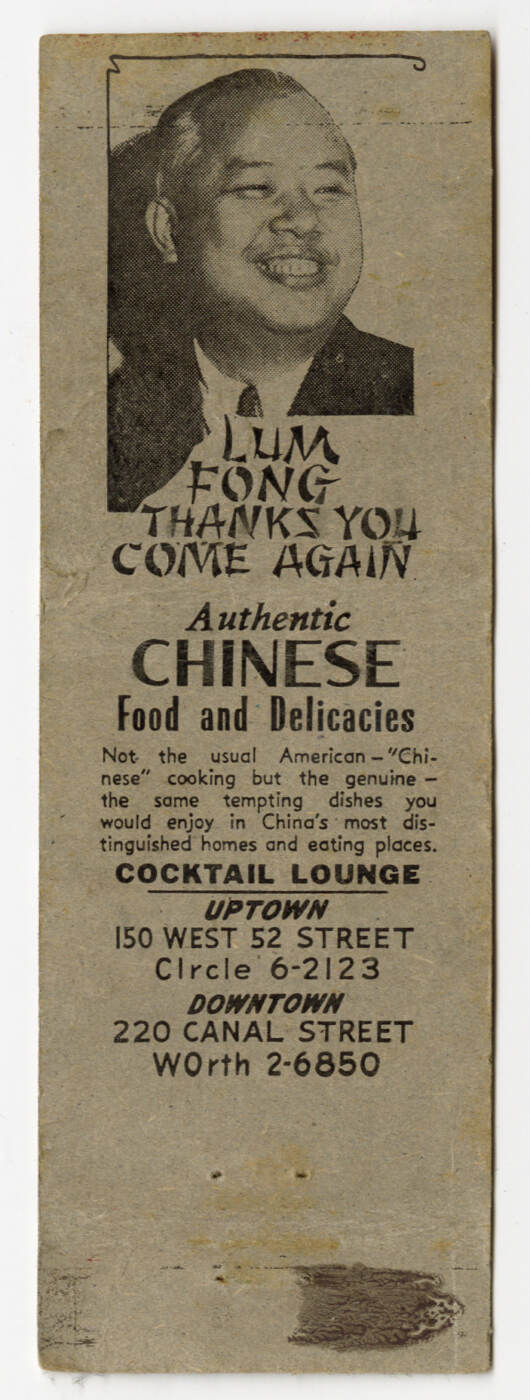 LUM
FONG
THANKS YOU
COME AGAIN
Authentic
CHINESE
Food and Delicacies
Not the usual American – "Chi-
nese" cooking but the genuine –
the same tempting dishes you
would enjoy in China's most dis-
tinguished homes and eating places.
COCKTAIL LOUNGE
UPTOWN
150 WEST 52 STREET
CIrcle 6-2123
DOWNTOWN
220 CANAL STREET
WOrth 2-6850